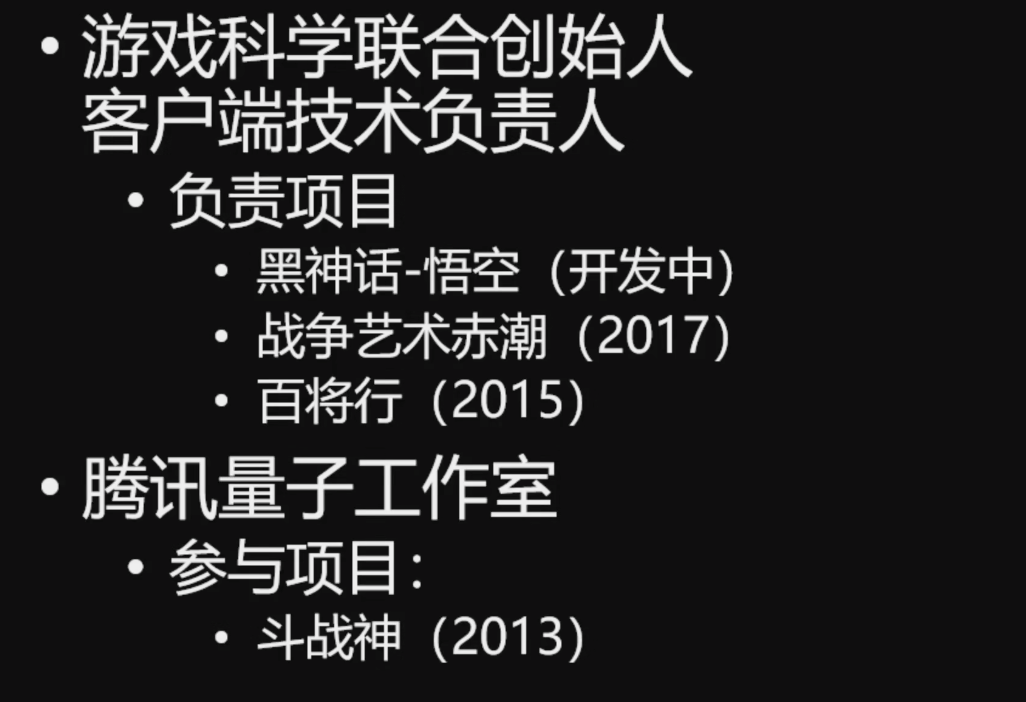 • 游戏科学联合创始人
客户端技术负责人
• 负责项目
• 黑神话-悟空（开发中）
• 战争艺术赤潮（2017）
• 百将行（2015）
• 腾讯量子工作室
• 参与项目：
• 斗战神（2013）